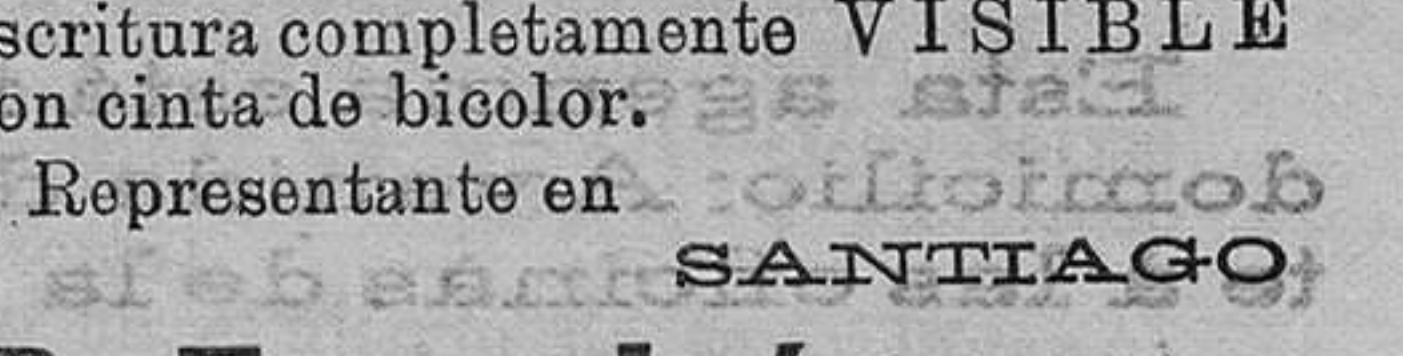 scritura completamente VISIBLE
on cinta de bicolor.
Representante en
SANTIAGO